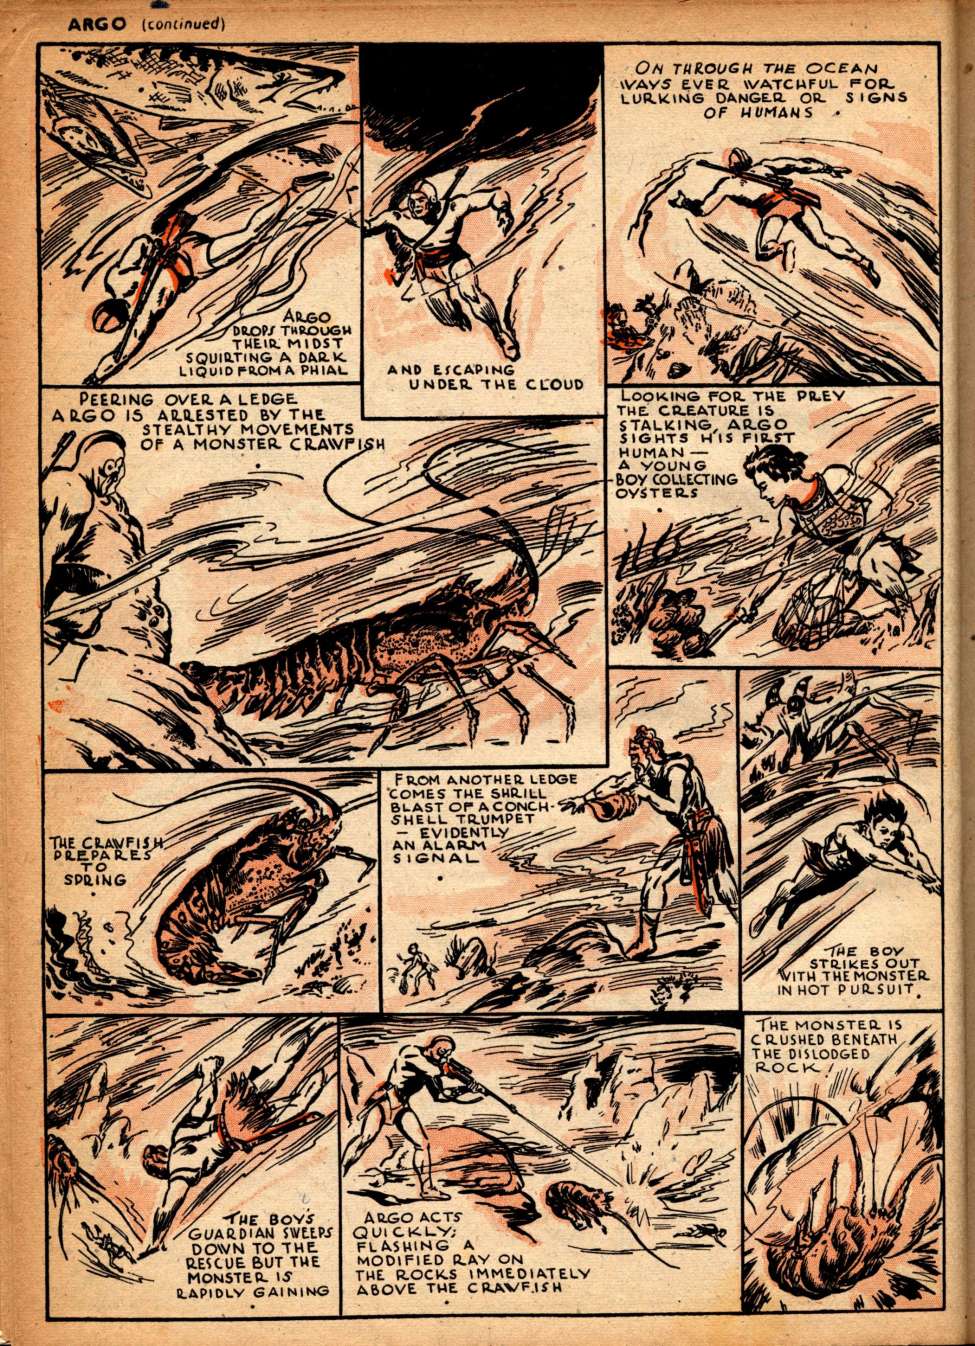 ARGO (continued)
ARGO
DROPS THROUGH
THEIR MIDST
SQUIRTING A DARK
LIQUID FROM A PHIAL
AND ESCAPING
UNDER THE CLOUD
ON THROUGH THE OCEAN
WAYS EVER WATCHFUL FOR
LURKING DANGER OR SIGNS
OF HUMANS .
PEERING OVER A LEDGE
ARGO IS ARRESTED BY THE
STEALTHY MOVEMENTS
OF A MONSTER CRAWFISH
LOOKING FOR THE PREY
THE CREATURE IS
STALKING, ARGO
SIGHTS HIS FIRST
HUMAN —
A YOUNG
BOY COLLECTING
OYSTERS
THE CRAWFISH
PREPARES
TO
SPRING
FROM ANOTHER LEDGE
COMES THE SHRILL
BLAST OF A CONCH-
SHELL TRUMPET
— EVIDENTLY
AN ALARM
SIGNAL
THE BOY
STRIKES OUT
WITH THE MONSTER
IN HOT PURSUIT.
THE BOY'S
GUARDIAN SWEEPS
DOWN TO THE
RESCUE BUT THE
MONSTER IS
RAPIDLY GAINING
ARGO ACTS
QUICKLY;
FLASHING A
MODIFIED RAY ON
THE ROCKS IMMEDIATELY
ABOVE THE CRAWFISH
THE MONSTER IS
CRUSHED BENEATH
THE DISLODGED
ROCK!